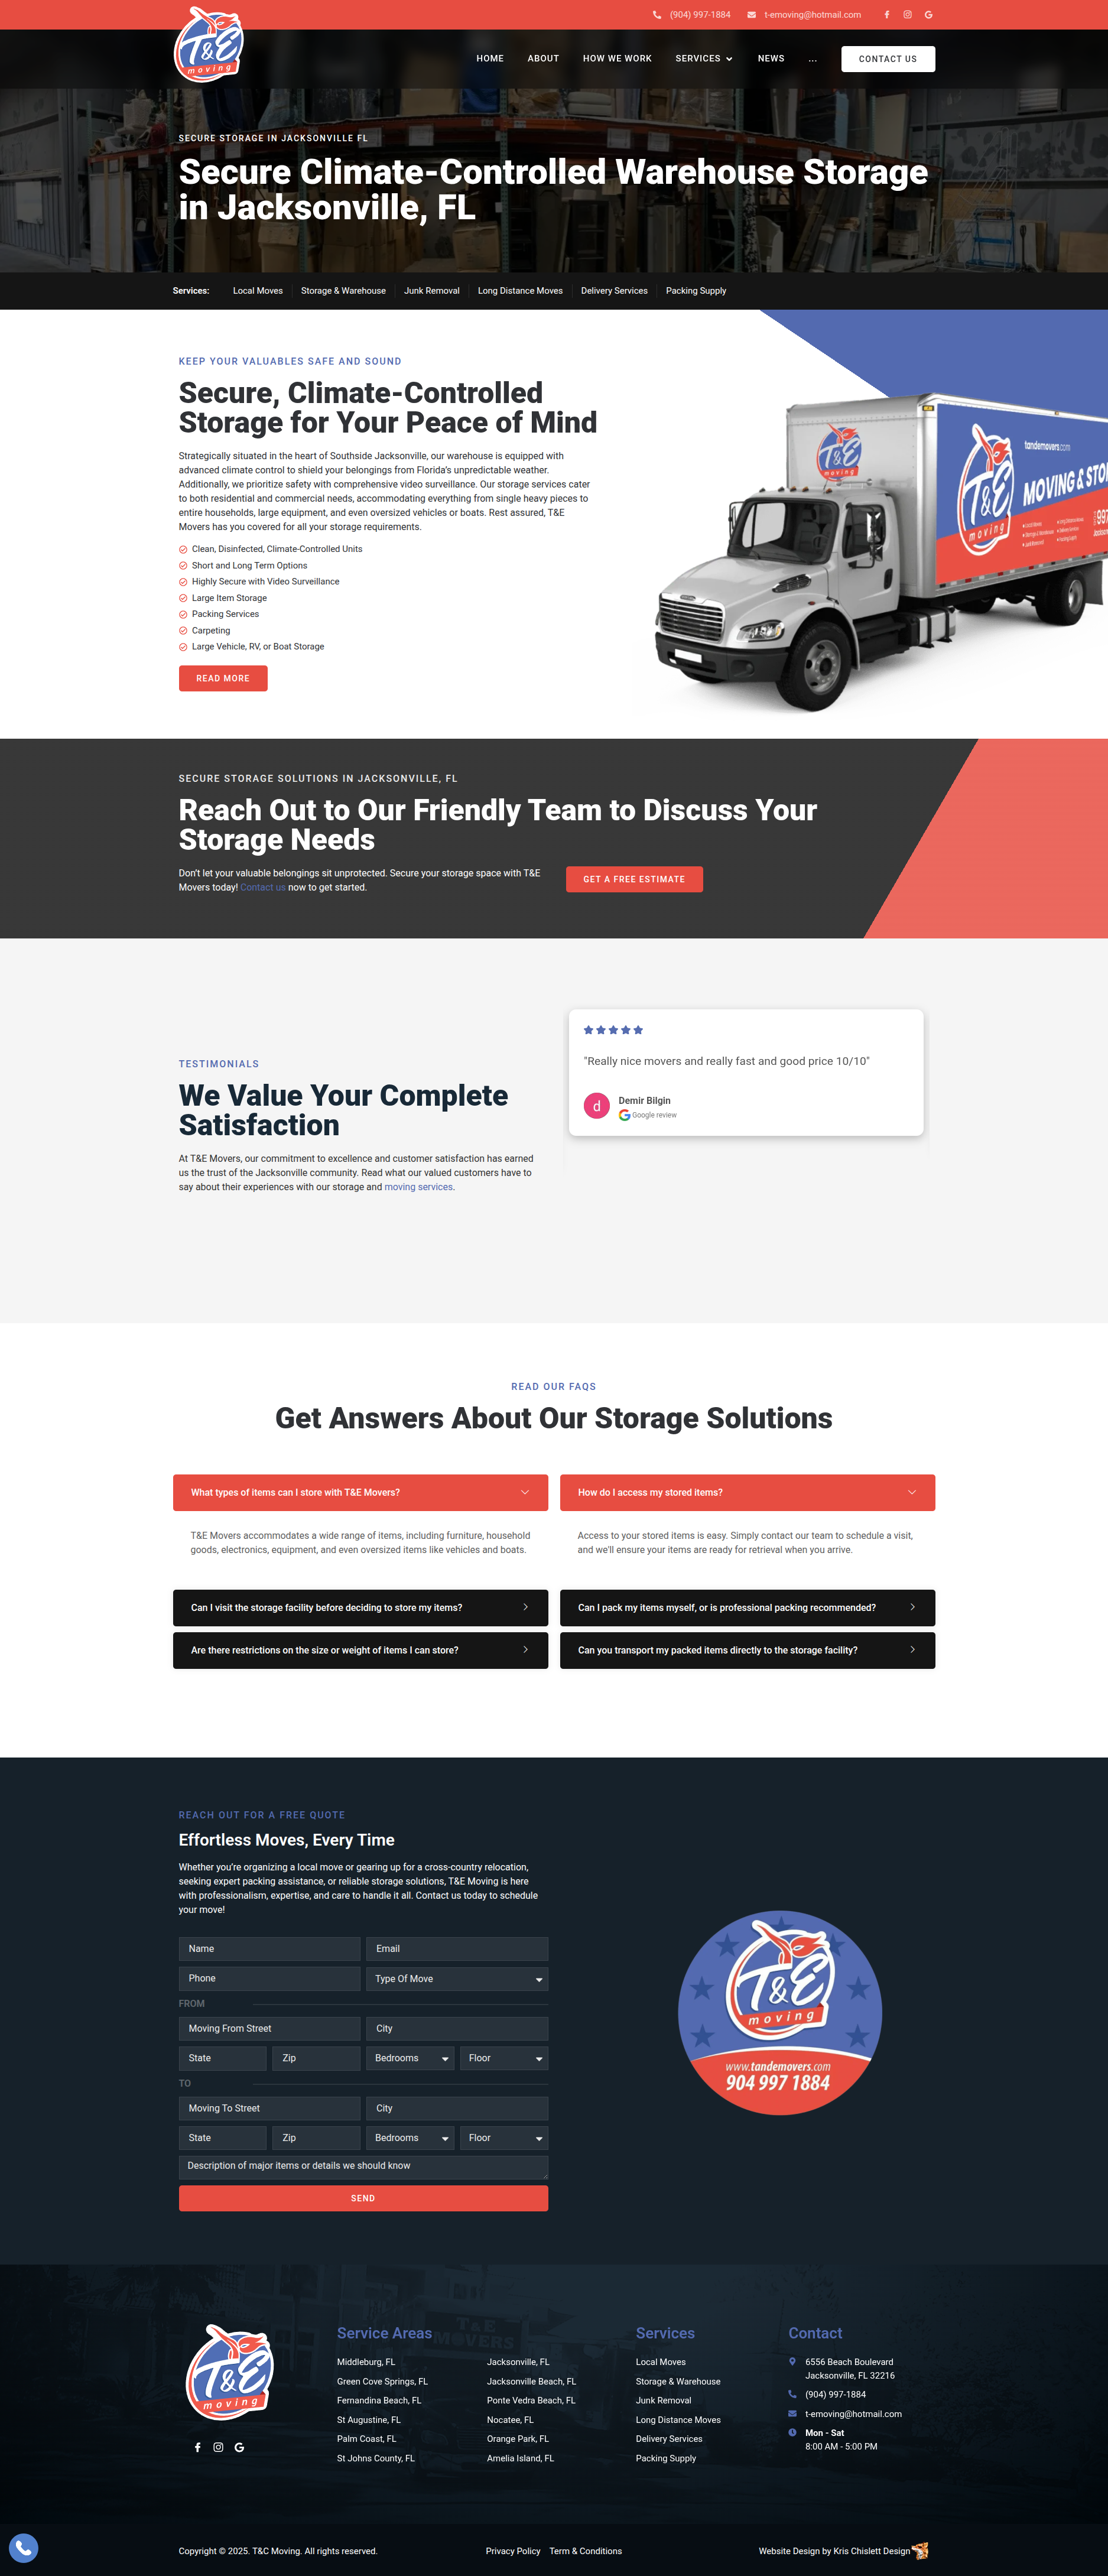 (904) 997-1884 t-emoving@hotmail.com
T&E
moving
HOME ABOUT HOW WE WORK SERVICES NEWS ... CONTACT US
SECURE STORAGE IN JACKSONVILLE FL
Secure Climate-Controlled Warehouse Storage
in Jacksonville, FL
Services: Local Moves Storage & Warehouse Junk Removal Long Distance Moves Delivery Services Packing Supply
KEEP YOUR VALUABLES SAFE AND SOUND
Secure, Climate-Controlled
Storage for Your Peace of Mind
Strategically situated in the heart of Southside Jacksonville, our warehouse is equipped with
advanced climate control to shield your belongings from Florida's unpredictable weather.
Additionally, we prioritize safety with comprehensive video surveillance. Our storage services cater
to both residential and commercial needs, accommodating everything from single heavy pieces to
entire households, large equipment, and even oversized vehicles or boats. Rest assured, T&E
Movers has you covered for all your storage requirements.
Clean, Disinfected, Climate-Controlled Units
Short and Long Term Options
Highly Secure with Video Surveillance
Large Item Storage
Packing Services
Carpeting
Large Vehicle, RV, or Boat Storage
READ MORE
T&E
moving
tandemovers.com
T&E
moving
MOVING & STO
SECURE STORAGE SOLUTIONS IN JACKSONVILLE, FL
Reach Out to Our Friendly Team to Discuss Your
Storage Needs
Don't let your valuable belongings sit unprotected. Secure your storage space with T&E
Movers today! Contact us now to get started.
GET A FREE ESTIMATE
TESTIMONIALS
We Value Your Complete
Satisfaction
At T&E Movers, our commitment to excellence and customer satisfaction has earned
us the trust of the Jacksonville community. Read what our valued customers have to
say about their experiences with our storage and moving services.
"Really nice movers and really fast and good price 10/10"
d
Demir Bilgin
Google review
READ OUR FAQS
Get Answers About Our Storage Solutions
What types of items can I store with T&E Movers?
T&E Movers accommodates a wide range of items, including furniture, household
goods, electronics, equipment, and even oversized items like vehicles and boats.
Can I visit the storage facility before deciding to store my items?
Are there restrictions on the size or weight of items I can store?
How do I access my stored items?
Access to your stored items is easy. Simply contact our team to schedule a visit,
and we'll ensure your items are ready for retrieval when you arrive.
Can I pack my items myself, or is professional packing recommended?
Can you transport my packed items directly to the storage facility?
REACH OUT FOR A FREE QUOTE
Effortless Moves, Every Time
Whether you're organizing a local move or gearing up for a cross-country relocation,
seeking expert packing assistance, or reliable storage solutions, T&E Moving is here
with professionalism, expertise, and care to handle it all. Contact us today to schedule
your move!
Name Email
Phone Type Of Move
FROM
Moving From Street City
State Zip Bedrooms Floor
TO
Moving To Street City
State Zip Bedrooms Floor
Description of major items or details we should know
SEND
T&E
moving
www.tandemovers.com
904 997 1884
T&E
moving
Service Areas
Middleburg, FL
Green Cove Springs, FL
Fernandina Beach, FL
St Augustine, FL
Palm Coast, FL
St Johns County, FL
Jacksonville, FL
Jacksonville Beach, FL
Ponte Vedra Beach, FL
Nocatee, FL
Orange Park, FL
Amelia Island, FL
Services
Local Moves
Storage & Warehouse
Junk Removal
Long Distance Moves
Delivery Services
Packing Supply
Contact
6556 Beach Boulevard
Jacksonville, FL 32216
(904) 997-1884
t-emoving@hotmail.com
Mon - Sat
8:00 AM - 5:00 PM
Copyright © 2025. T&C Moving. All rights reserved.
Privacy Policy Term & Conditions
Website Design by Kris Chislett Design